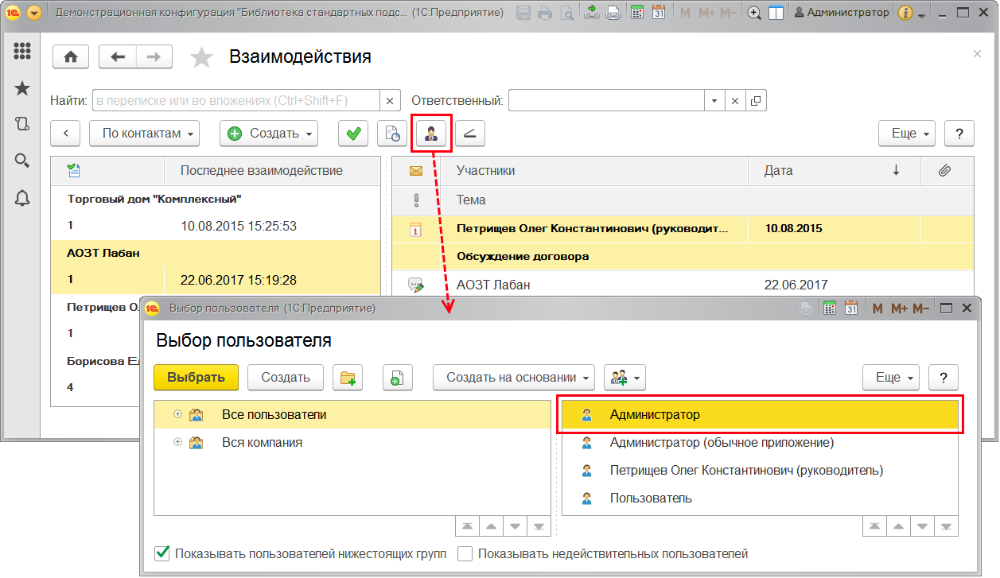 Демонстрационная конфигурация "Библиотека стандартных подс... (1С:Предприятие) 31 M M+ M− Администратор
Взаимодействия
Найти: в переписке или во вложениях (Ctrl+Shift+F) Ответственный:
По контактам Создать Еще ?
Последнее взаимодействие
Торговый дом "Комплексный"
1 10.08.2015 15:25:53
АОЗТ Лабан
1 22.06.2017 15:19:28
Петрищев О
1
Борисова Ел
4
Участники Дата ↓
Тема
1 Петрищев Олег Константинович (руководит... 10.08.2015
Обсуждение договора
АОЗТ Лабан 22.06.2017
1С Выбор пользователя (1С:Предприятие) 31 M M+ M−
Выбор пользователя
Выбрать Создать Создать на основании Еще ?
Все пользователи
Вся компания
Администратор
Администратор (обычное приложение)
Петрищев Олег Константинович (руководитель)
Пользователь
Показывать пользователей нижестоящих групп Показывать недействительных пользователей